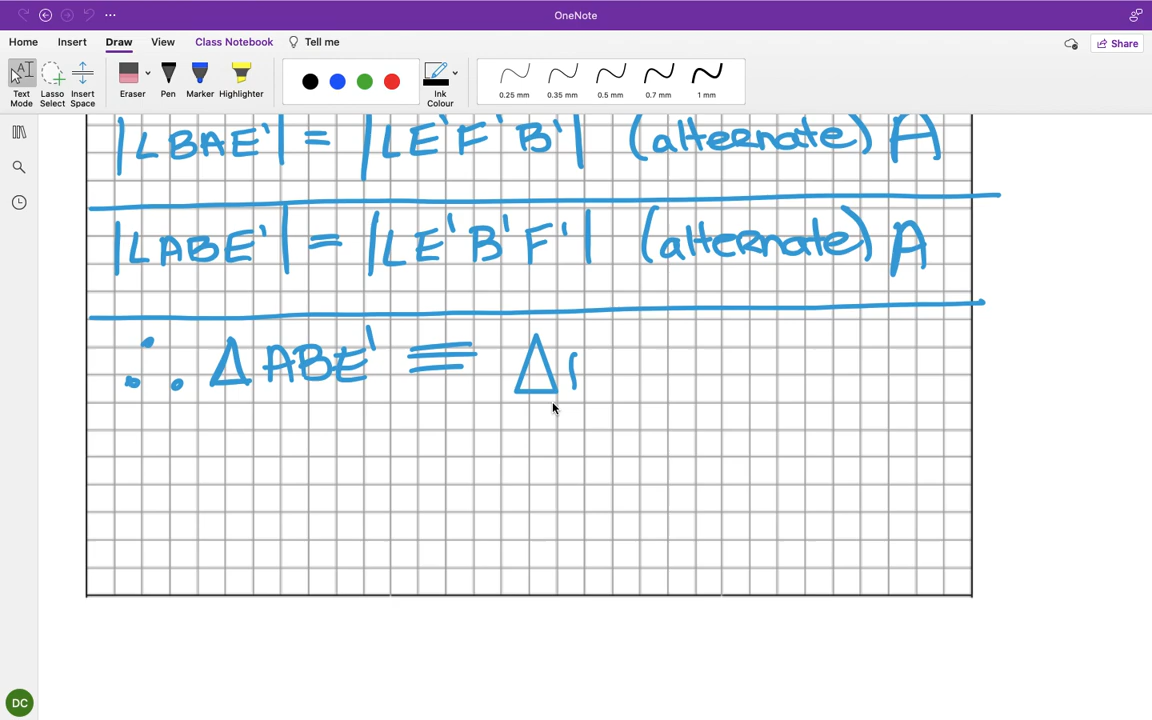 OneNote
Home Insert Draw View Class Notebook Tell me Share
Text Mode Lasso Select Insert Space Eraser Pen Marker Highlighter Ink Colour 0.25 mm 0.35 mm 0.5 mm 0.7 mm 1 mm
|∠BAE'| = |∠E'F'B'| (alternate) A
|∠ABE'| = |∠E'B'F'| (alternate) A
∴ Δ ABE' ≡ Δ
DC